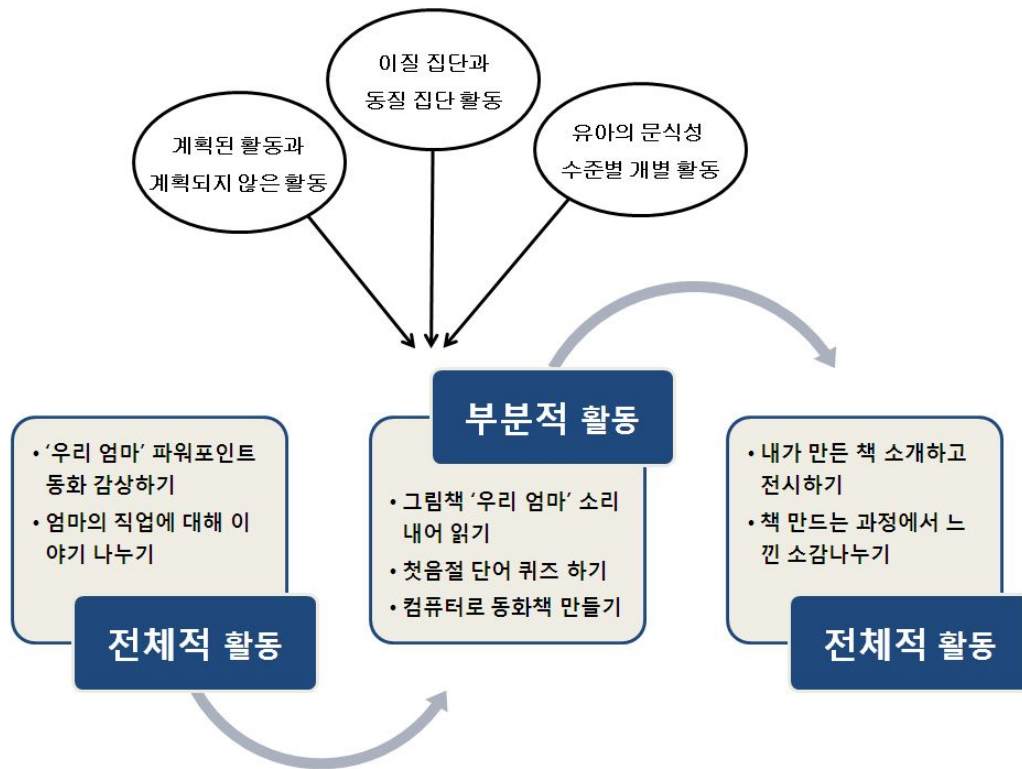 이질 집단과
동질 집단 활동
계획된 활동과
계획되지 않은 활동
유아의 문식성
수준별 개별 활동
• ‘우리 엄마’ 파워포인트
동화 감상하기
• 엄마의 직업에 대해 이
야기 나누기
전체적 활동
부분적 활동
• 그림책 ‘우리 엄마’ 소리
내어 읽기
• 첫음절 단어 퀴즈 하기
• 컴퓨터로 동화책 만들기
• 내가 만든 책 소개하고
전시하기
• 책 만드는 과정에서 느
낀 소감나누기
전체적 활동